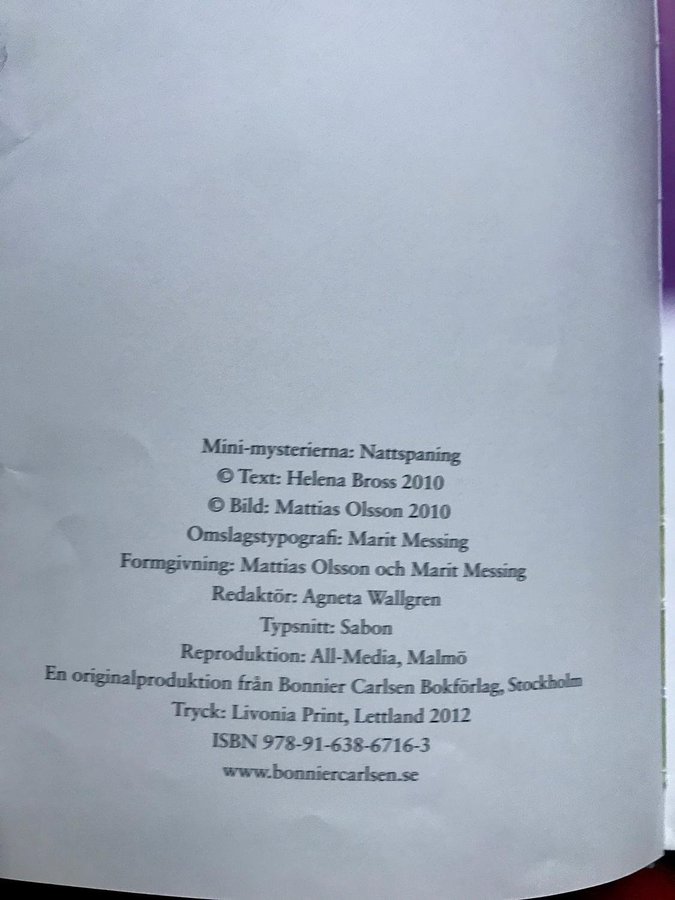 Mini-mysterierna: Nattspaning
© Text: Helena Bross 2010
© Bild: Mattias Olsson 2010
Omslagstypografi: Marit Messing
Formgivning: Mattias Olsson och Marit Messing
Redaktör: Agneta Wallgren
Typsnitt: Sabon
Reproduktion: All-Media, Malmö
En originalproduktion från Bonnier Carlsen Bokförlag, Stockholm
Tryck: Livonia Print, Lettland 2012
ISBN 978-91-638-6716-3
www.bonniercarlsen.se